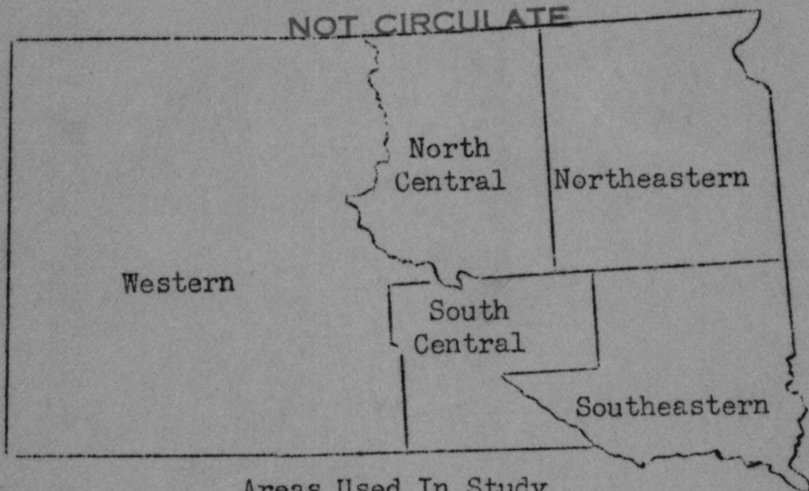 NOT CIRCULATE
North
Central
Northeastern
Western
South
Central
Southeastern
Areas Used In Study